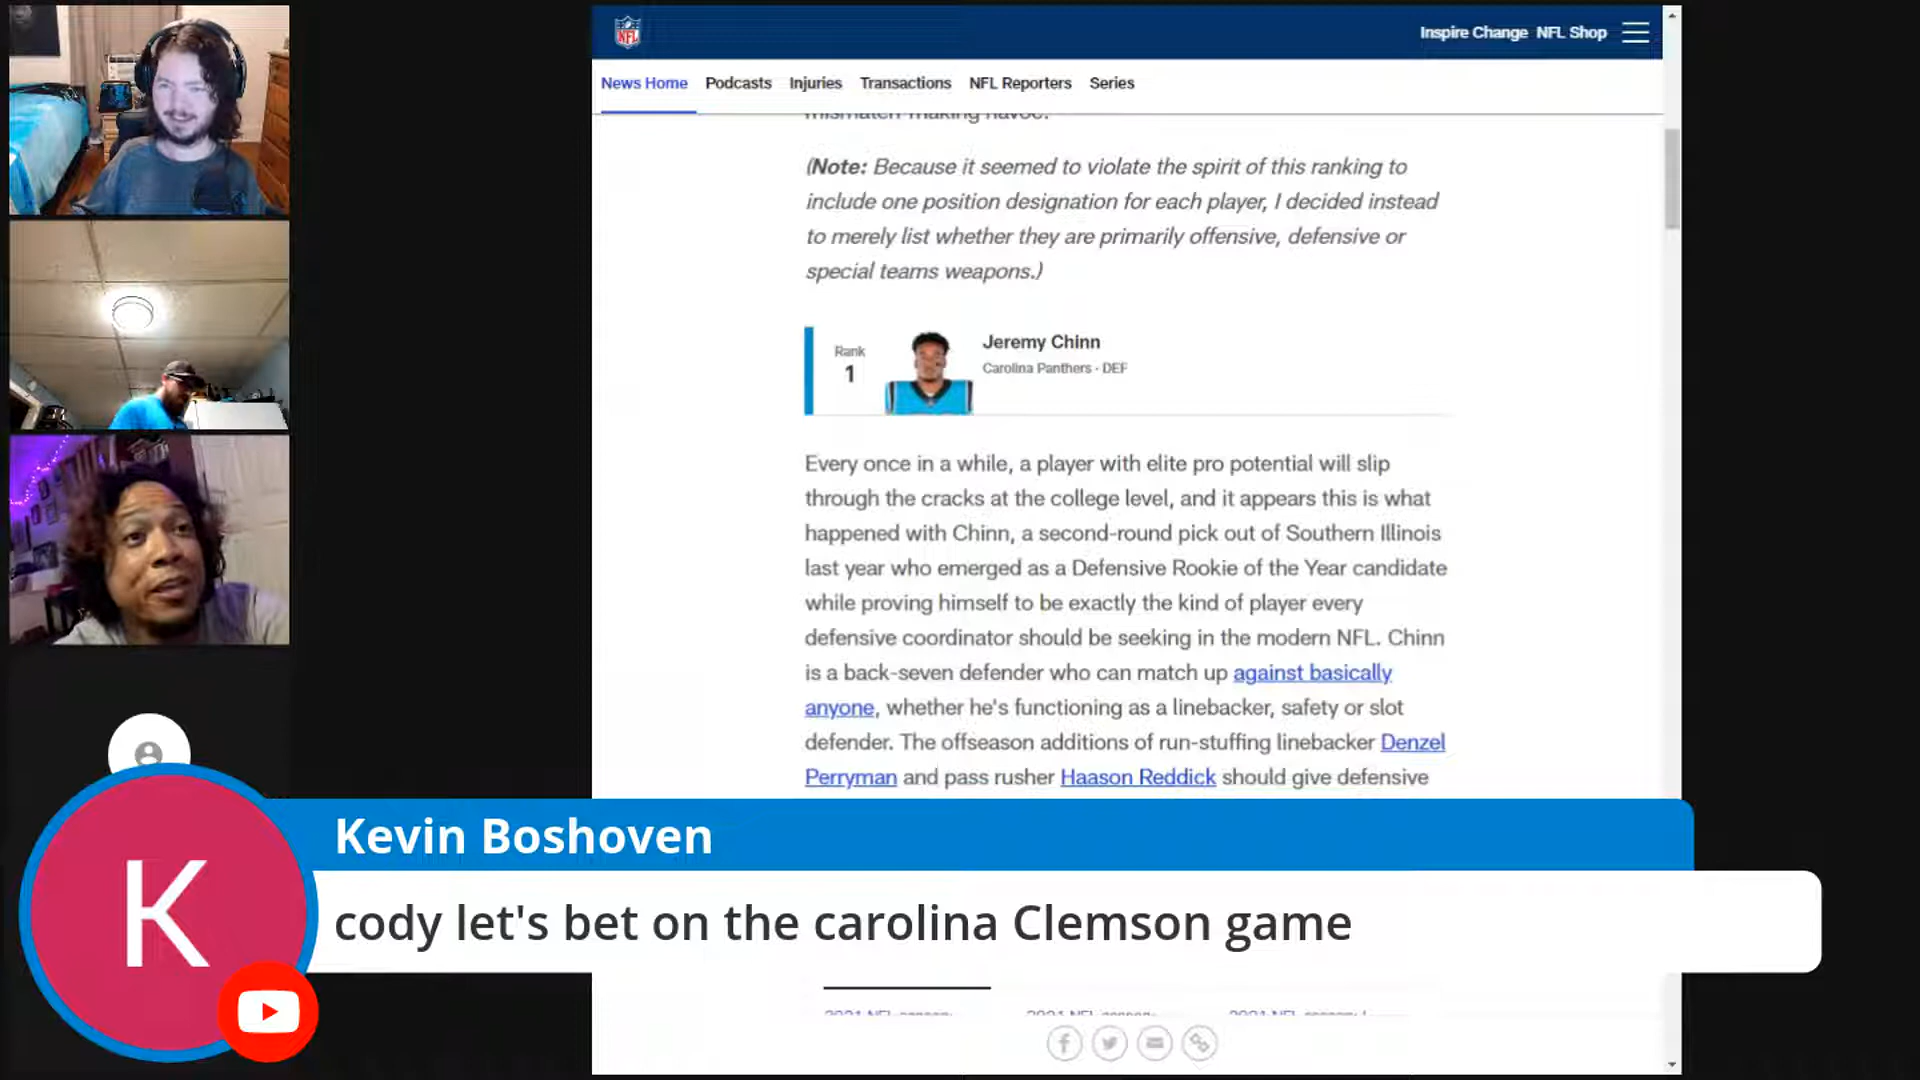 NFL
Inspire Change NFL Shop
News Home Podcasts Injuries Transactions NFL Reporters Series
mismatch-making havoc.
(Note: Because it seemed to violate the spirit of this ranking to
include one position designation for each player, I decided instead
to merely list whether they are primarily offensive, defensive or
special teams weapons.)
Rank
1
Jeremy Chinn
Carolina Panthers · DEF
Every once in a while, a player with elite pro potential will slip
through the cracks at the college level, and it appears this is what
happened with Chinn, a second-round pick out of Southern Illinois
last year who emerged as a Defensive Rookie of the Year candidate
while proving himself to be exactly the kind of player every
defensive coordinator should be seeking in the modern NFL. Chinn
is a back-seven defender who can match up against basically
anyone, whether he's functioning as a linebacker, safety or slot
defender. The offseason additions of run-stuffing linebacker Denzel
Perryman and pass rusher Haason Reddick should give defensive
Kevin Boshoven
K
cody let's bet on the carolina Clemson game